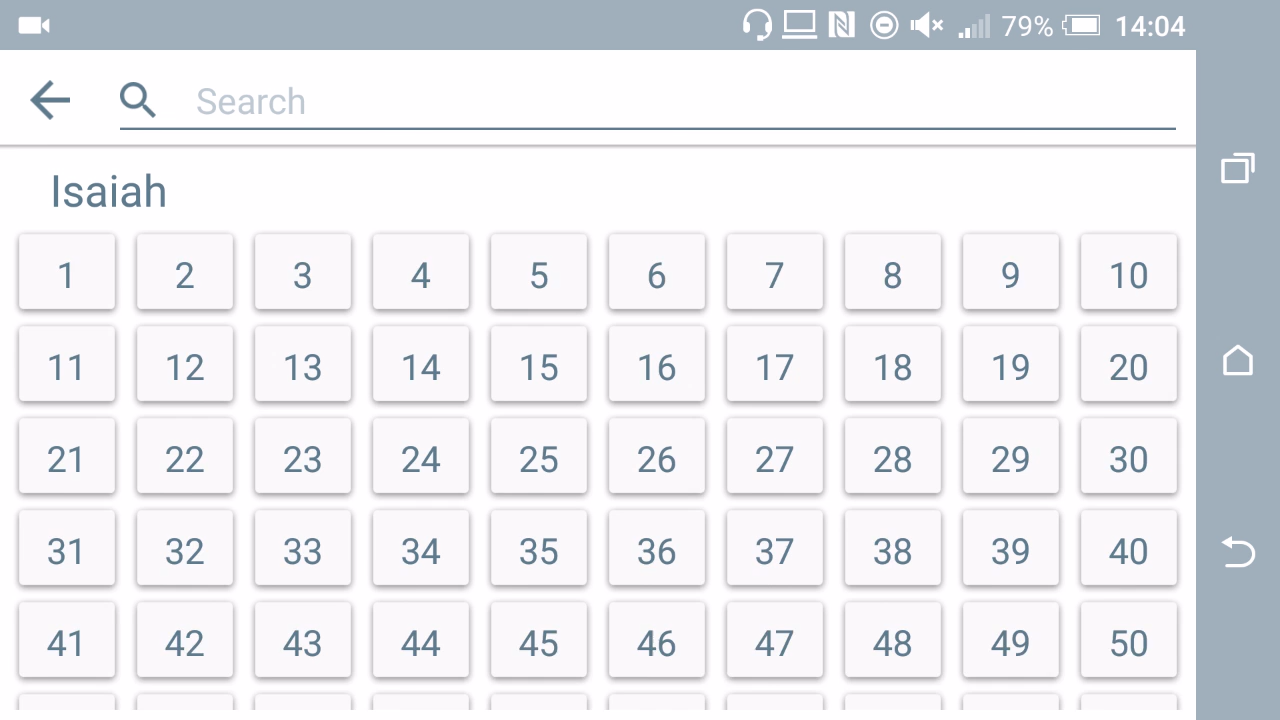 79% 14:04
Search
Isaiah
1 2 3 4 5 6 7 8 9 10
11 12 13 14 15 16 17 18 19 20
21 22 23 24 25 26 27 28 29 30
31 32 33 34 35 36 37 38 39 40
41 42 43 44 45 46 47 48 49 50